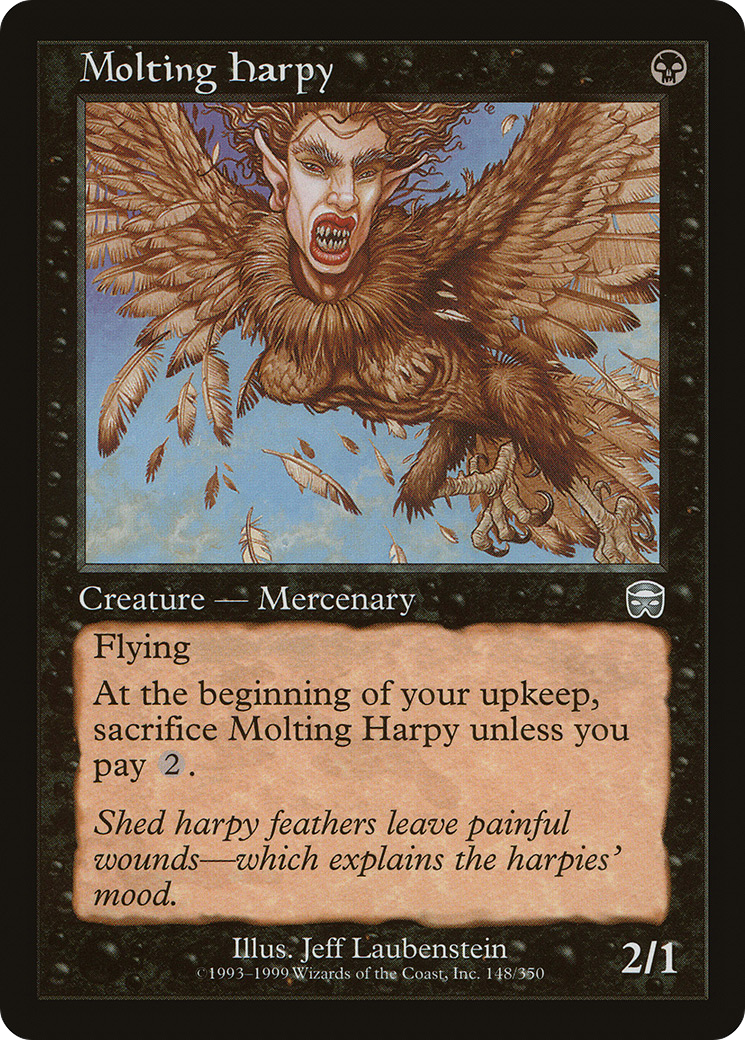 Molting Harpy
Creature — Mercenary
Flying
At the beginning of your upkeep,
sacrifice Molting Harpy unless you
pay 2.
Shed harpy feathers leave painful
wounds—which explains the harpies’
mood.
Illus. Jeff Laubenstein
©1993–1999 Wizards of the Coast, Inc. 148/350
2/1